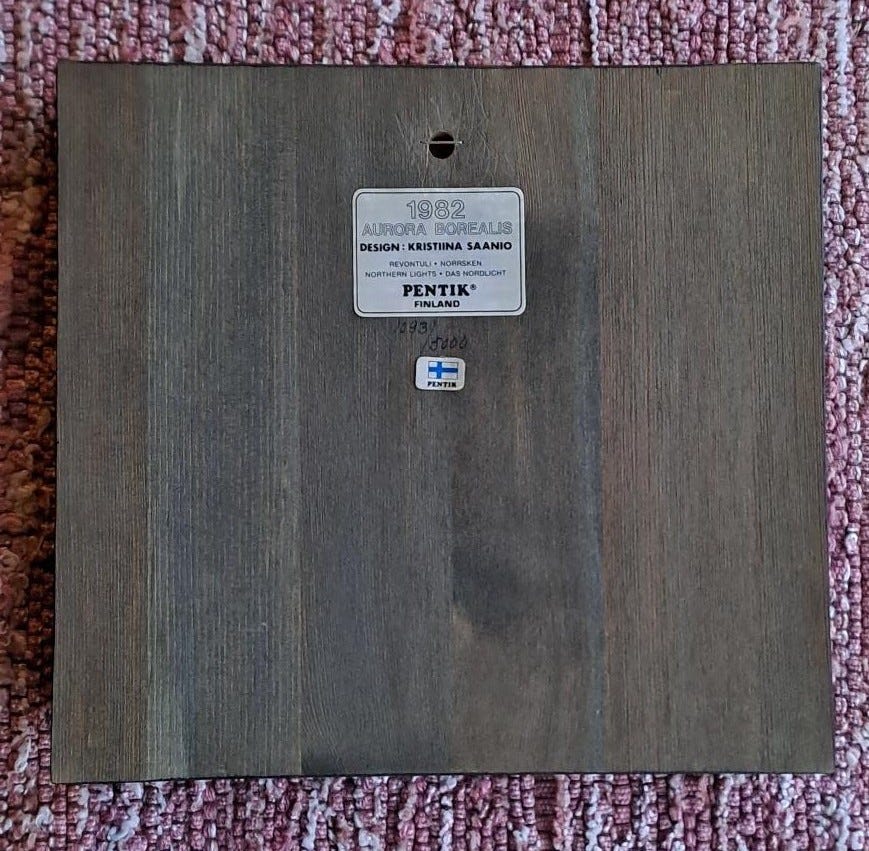 1982
AURORA BOREALIS
DESIGN: KRISTIINA SAANIO
REVONTULI • NORRSKEN
NORTHERN LIGHTS • DAS NORDLICHT
PENTIK®
FINLAND
/5000
PENTIK